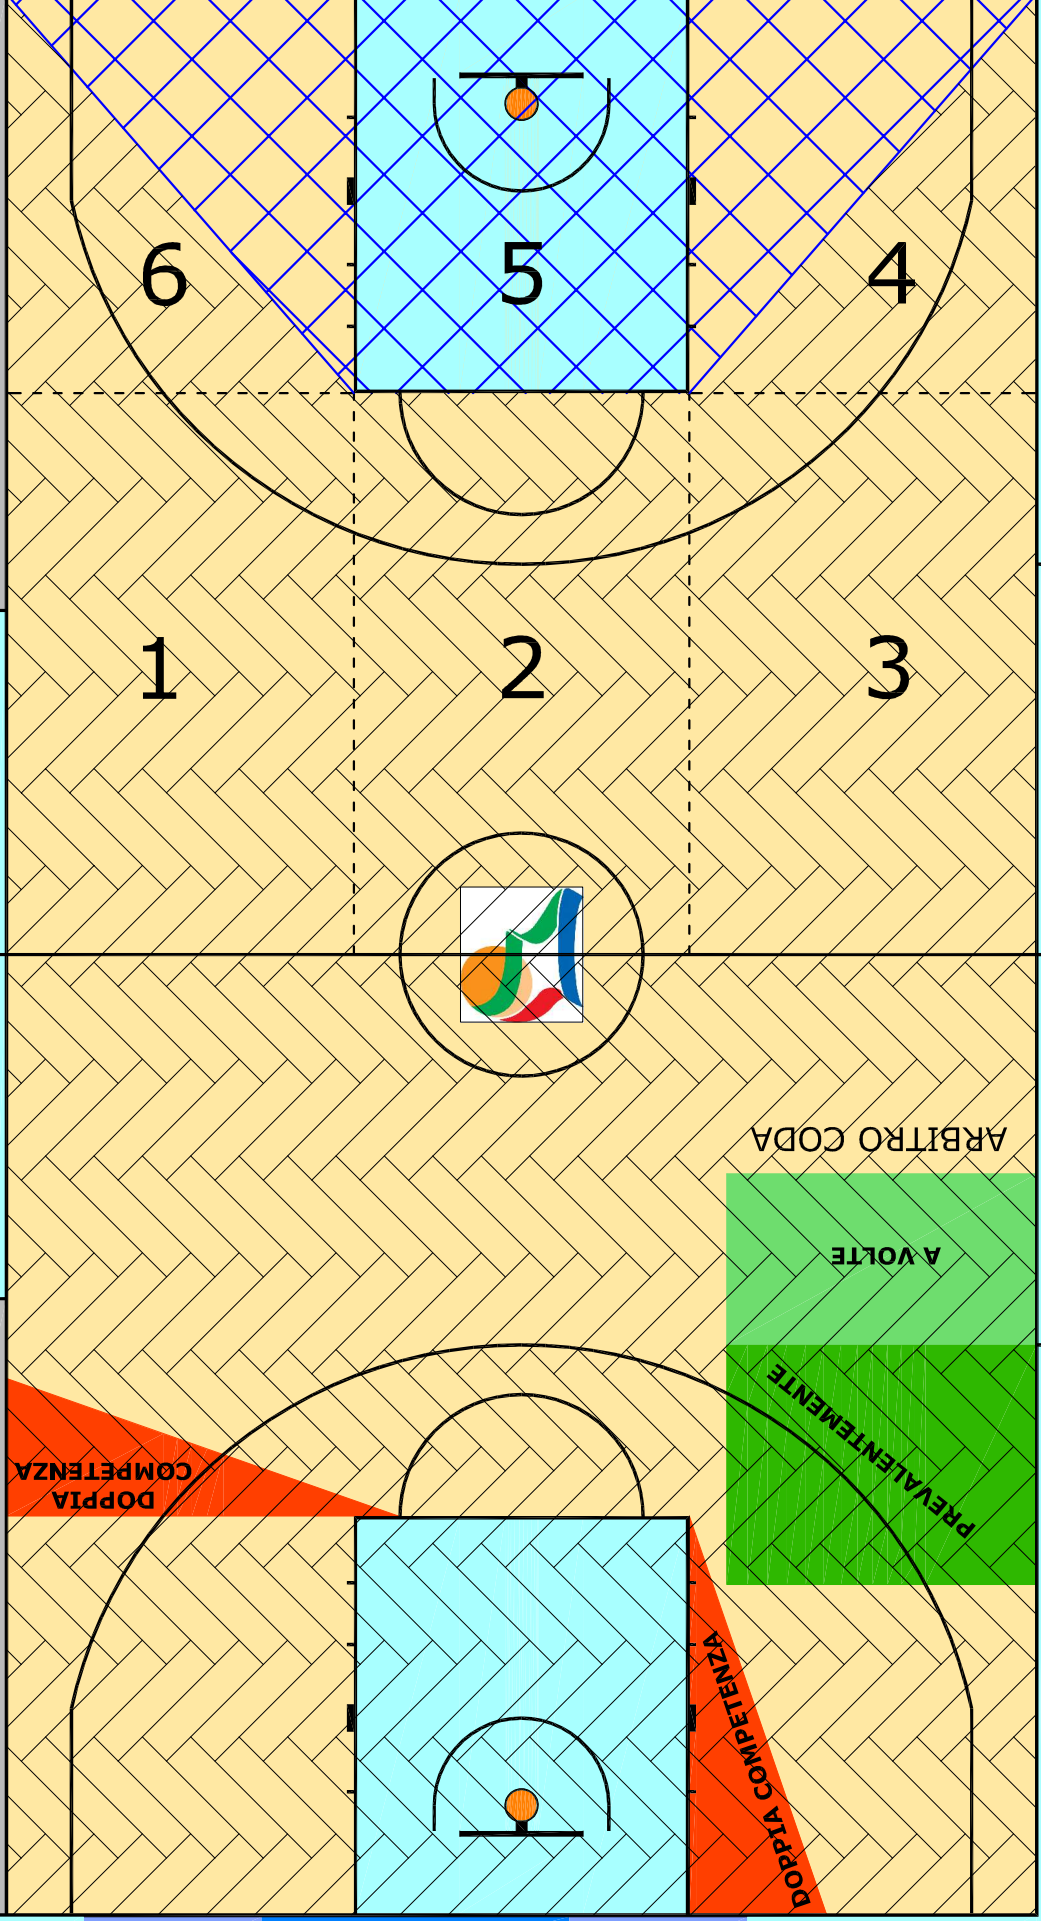 6 5 4
1 2 3
ARBITRO CODA
A VOLTE
PREVALENTEMENTE
DOPPIA
COMPETENZA
DOPPIA COMPETENZA